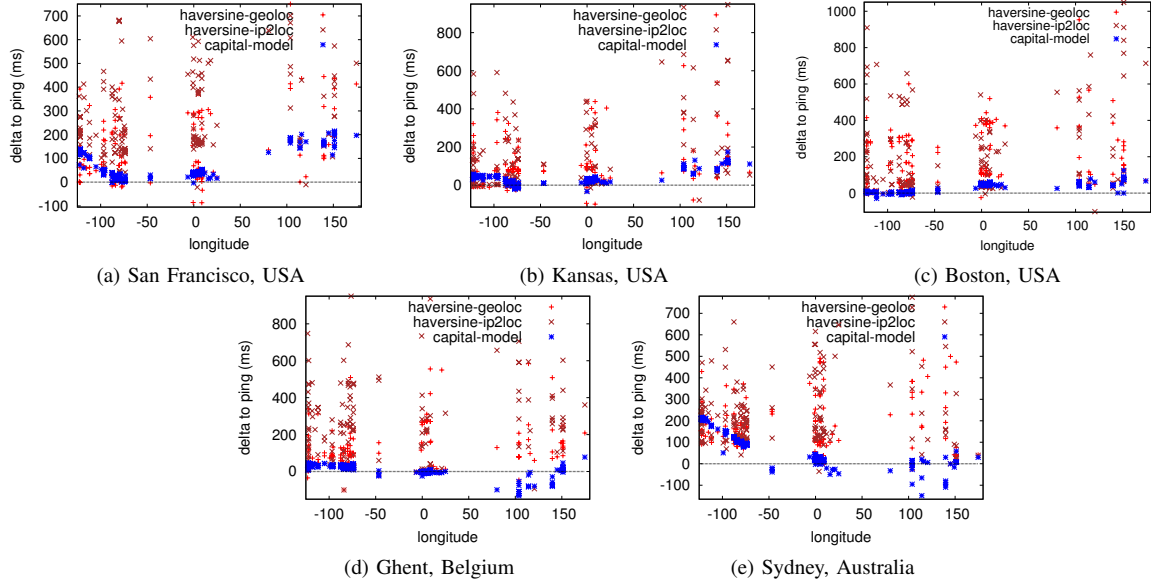 haversine-geoloc
haversine-ip2loc
capital-model
delta to ping (ms)
700
600
500
400
300
200
100
0
-100
-100 -50 0 50 100 150
longitude
(a) San Francisco, USA
haversine-geoloc
haversine-ip2loc
capital-model
delta to ping (ms)
800
600
400
200
0
-100 -50 0 50 100 150
longitude
(b) Kansas, USA
haversine-geoloc
haversine-ip2loc
capital-model
delta to ping (ms)
1000
800
600
400
200
0
-100 -50 0 50 100 150
longitude
(c) Boston, USA
haversine-geoloc
haversine-ip2loc
capital-model
delta to ping (ms)
800
600
400
200
0
-100 -50 0 50 100 150
longitude
(d) Ghent, Belgium
haversine-geoloc
haversine-ip2loc
capital-model
delta to ping (ms)
700
600
500
400
300
200
100
0
-100
-100 -50 0 50 100 150
longitude
(e) Sydney, Australia